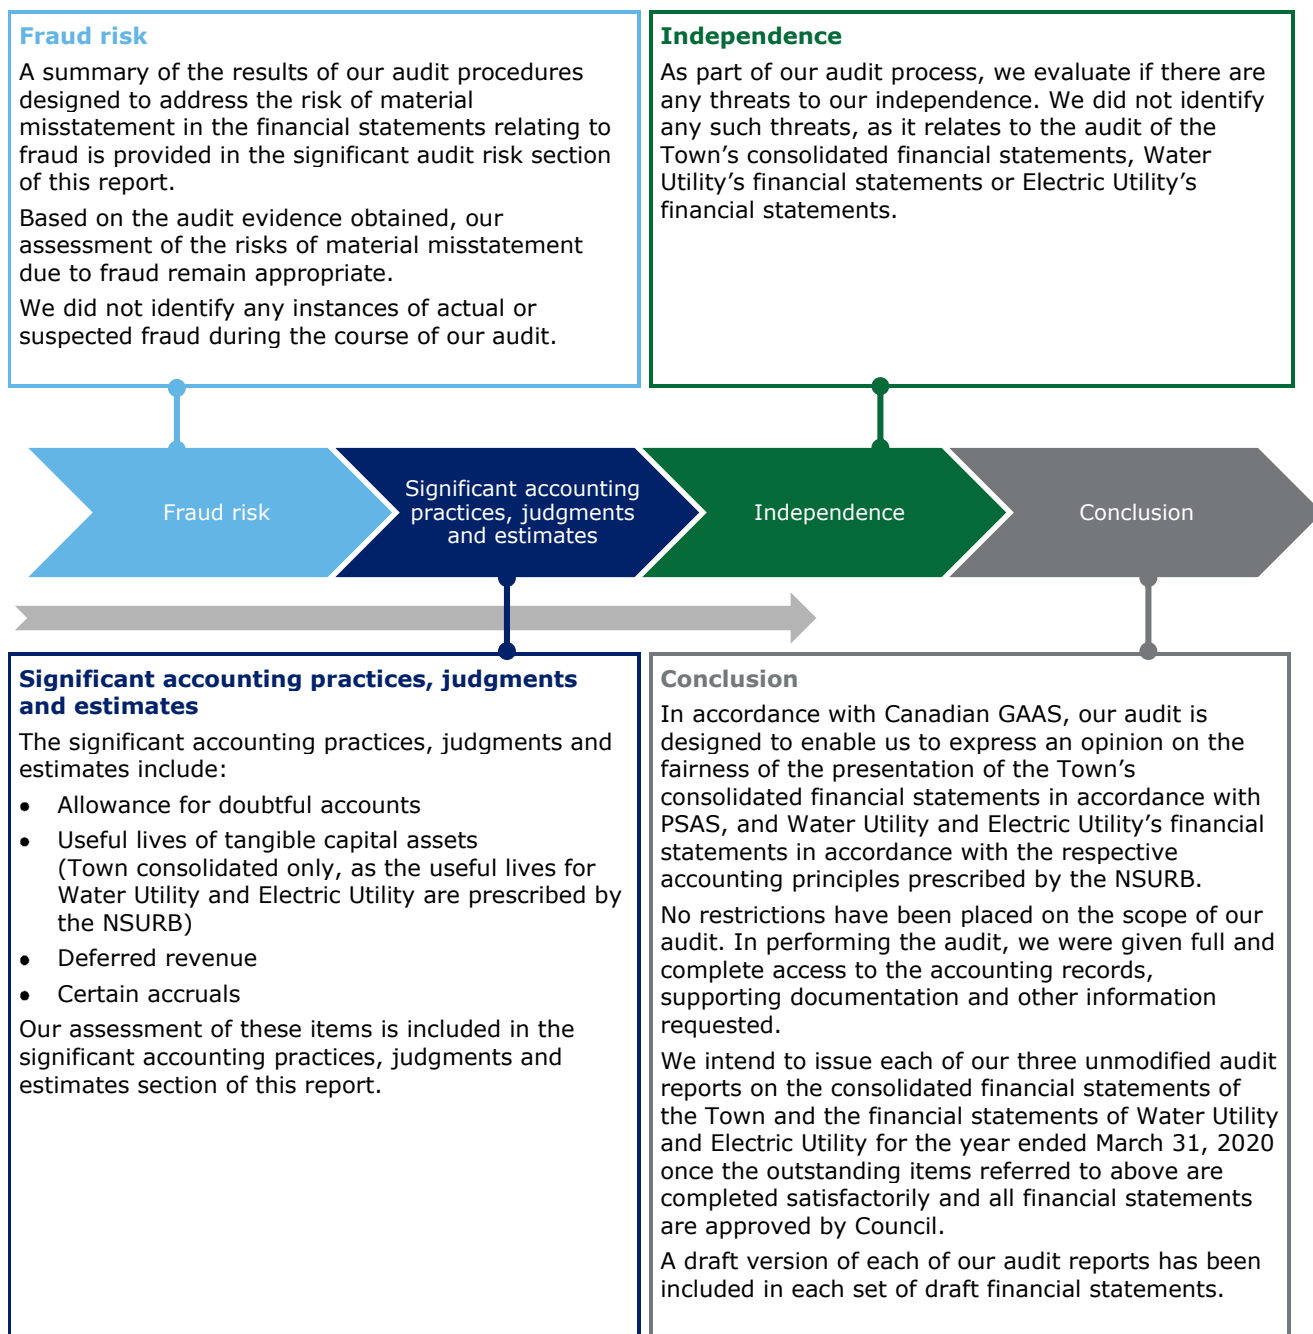 Fraud risk
A summary of the results of our audit procedures
designed to address the risk of material
misstatement in the financial statements relating to
fraud is provided in the significant audit risk section
of this report.
Based on the audit evidence obtained, our
assessment of the risks of material misstatement
due to fraud remain appropriate.
We did not identify any instances of actual or
suspected fraud during the course of our audit.
Independence
As part of our audit process, we evaluate if there are
any threats to our independence. We did not identify
any such threats, as it relates to the audit of the
Town’s consolidated financial statements, Water
Utility’s financial statements or Electric Utility’s
financial statements.
Fraud risk
Significant accounting
practices, judgments
and estimates
Independence
Conclusion
Significant accounting practices, judgments
and estimates
The significant accounting practices, judgments and
estimates include:
• Allowance for doubtful accounts
• Useful lives of tangible capital assets
(Town consolidated only, as the useful lives for
Water Utility and Electric Utility are prescribed by
the NSURB)
• Deferred revenue
• Certain accruals
Our assessment of these items is included in the
significant accounting practices, judgments and
estimates section of this report.
Conclusion
In accordance with Canadian GAAS, our audit is
designed to enable us to express an opinion on the
fairness of the presentation of the Town’s
consolidated financial statements in accordance with
PSAS, and Water Utility and Electric Utility’s financial
statements in accordance with the respective
accounting principles prescribed by the NSURB.
No restrictions have been placed on the scope of our
audit. In performing the audit, we were given full and
complete access to the accounting records,
supporting documentation and other information
requested.
We intend to issue each of our three unmodified audit
reports on the consolidated financial statements of
the Town and the financial statements of Water Utility
and Electric Utility for the year ended March 31, 2020
once the outstanding items referred to above are
completed satisfactorily and all financial statements
are approved by Council.
A draft version of each of our audit reports has been
included in each set of draft financial statements.